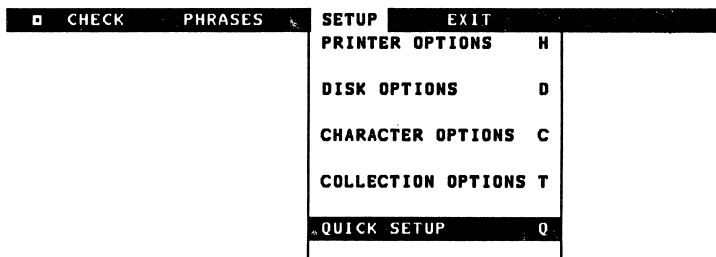 CHECK PHRASES SETUP EXIT
PRINTER OPTIONS H
DISK OPTIONS D
CHARACTER OPTIONS C
COLLECTION OPTIONS T
QUICK SETUP Q